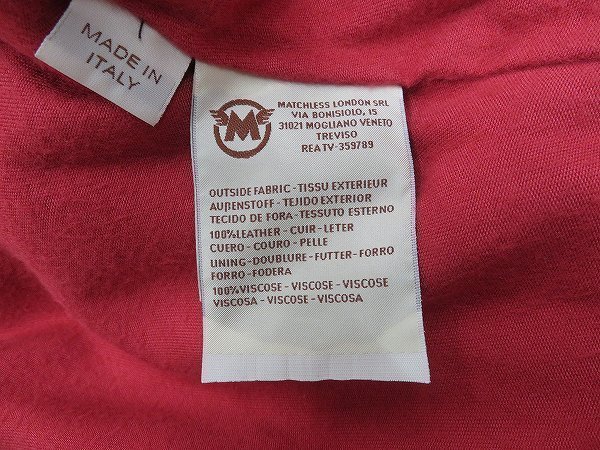 MADE IN
ITALY
M
MATCHLESS LONDON SRL
VIA BONISIOLO, 15
31021 MOGLIANO VENETO
TREVISO
REA TV-359789
OUTSIDE FABRIC - TISSU EXTERIEUR
AUßENSTOFF - TEJIDO EXTERIOR
TECIDO DE FORA - TESSUTO ESTERNO
100%LEATHER - CUIR - LETER
CUERO - COURO - PELLE
LINING - DOUBLURE - FUTTER - FORRO
FORRO - FODERA
100%VISCOSE - VISCOSE - VISCOSE
VISCOSA - VISCOSE - VISCOSA